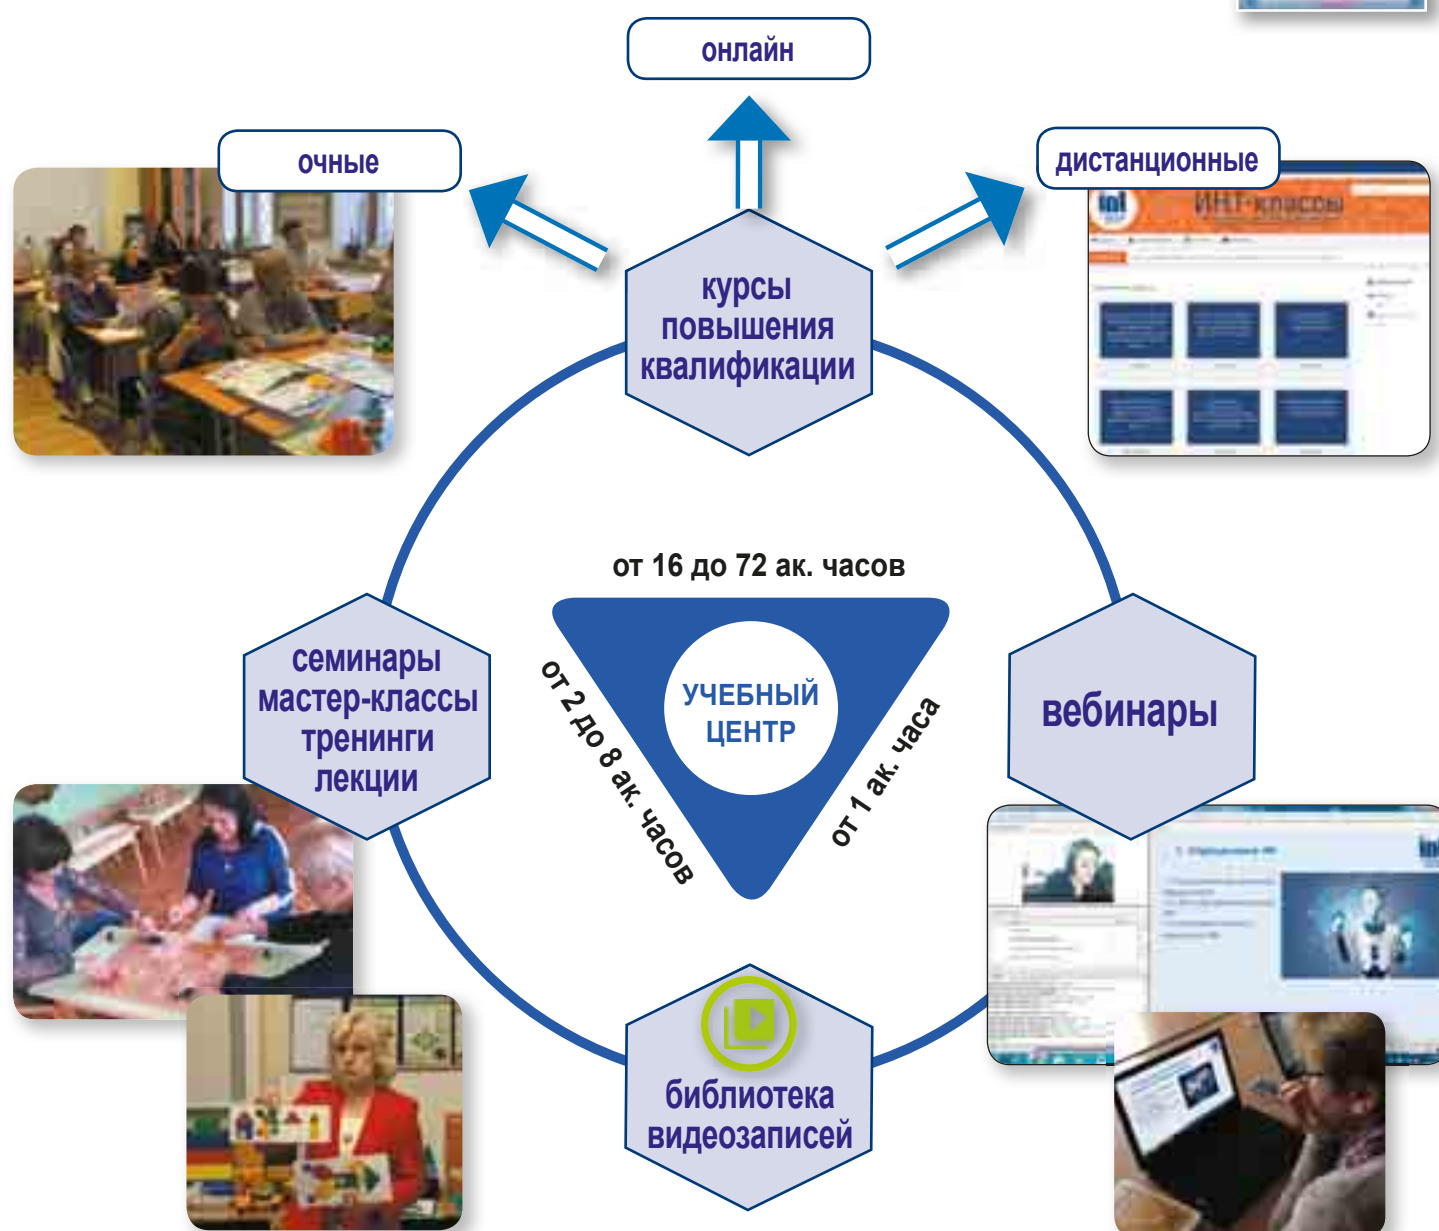 онлайн
очные
дистанционные
ИНТ-классы
курсы
повышения
квалификации
от 16 до 72 ак. часов
семинары
мастер-классы
тренинги
лекции
от 2 до 8 ак. часов
УЧЕБНЫЙ
ЦЕНТР
от 1 ак. часа
вебинары
библиотека
видеозаписей